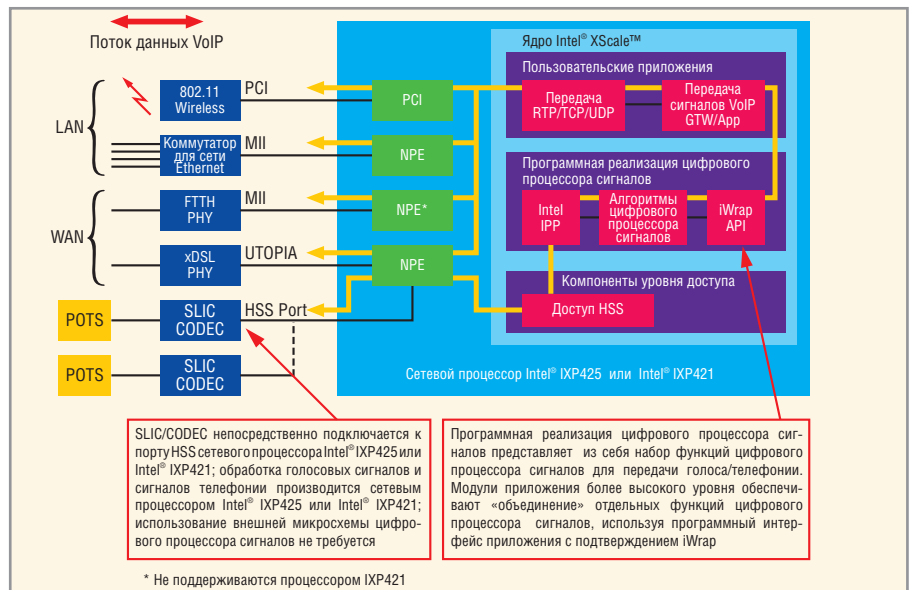 Поток данных VoIP
Ядро Intel® XScale™
Пользовательские приложения
LAN
802.11
Wireless
PCI
PCI
Передача
RTP/TCP/UDP
Передача
сигналов VoIP
GTW/App
Коммутатор
для сети
Ethernet
MII
NPE
Программная реализация цифрового
процессора сигналов
WAN
FTTH
PHY
MII
NPE*
Intel
IPP
Алгоритмы
цифрового
процессора
сигналов
iWrap
API
xDSL
PHY
UTOPIA
NPE
Компоненты уровня доступа
Доступ HSS
POTS
SLIC
CODEC
HSS Port
POTS
SLIC
CODEC
Сетевой процессор Intel® IXP425 или Intel® IXP421
SLIC/CODEC непосредственно подключается к
порту HSS сетевого процессора Intel® IXP425 или
Intel® IXP421; обработка голосовых сигналов и
сигналов телефонии производится сетевым
процессором Intel® IXP425 или Intel® IXP421;
использование внешней микросхемы цифро-
вого процессора сигналов не требуется
Программная реализация цифрового процессора сиг-
налов представляет из себя набор функций цифрового
процессора сигналов для передачи голоса/телефонии.
Модули приложения более высокого уровня обеспечи-
вают «объединение» отдельных функций цифрового
процессора сигналов, используя программный интер-
фейс приложения с подтверждением iWrap
* Не поддерживаются процессором IXP421